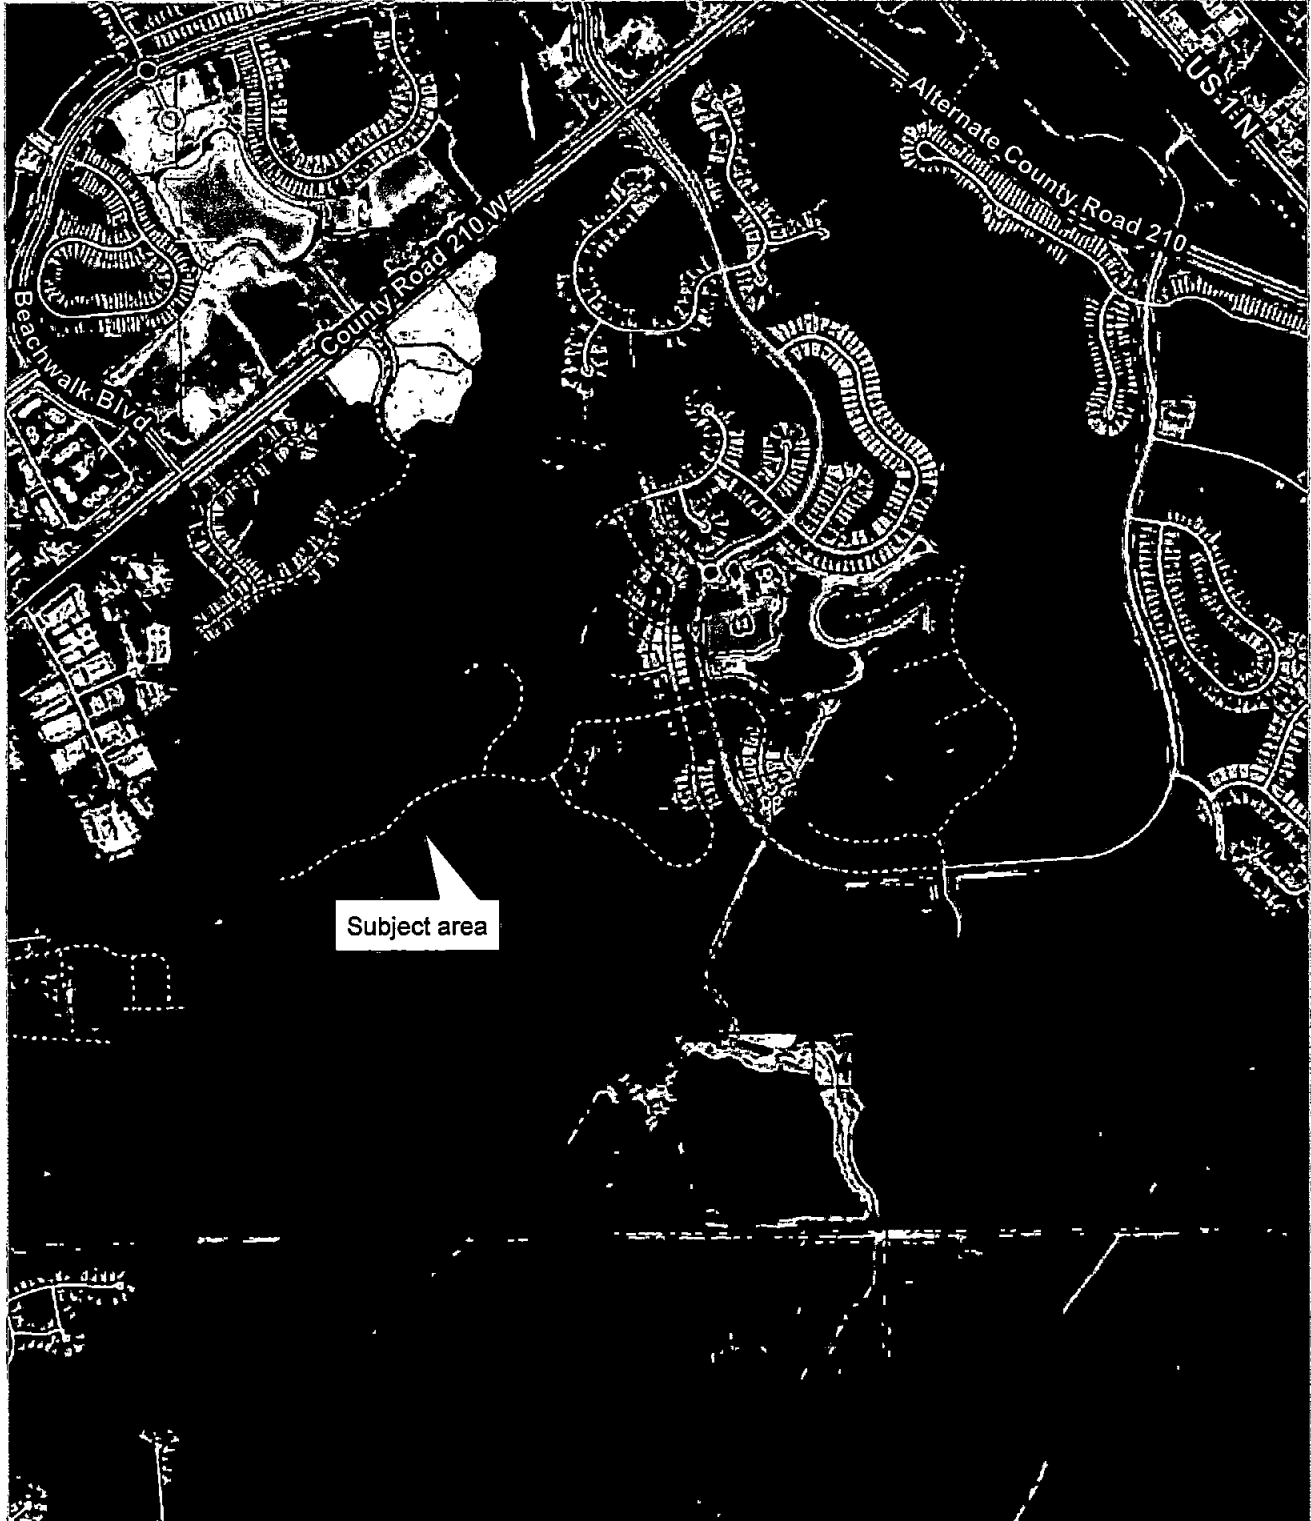 US-1 N
Alternate County Road 210
County Road 210 W
Beachwalk Blvd
Subject area